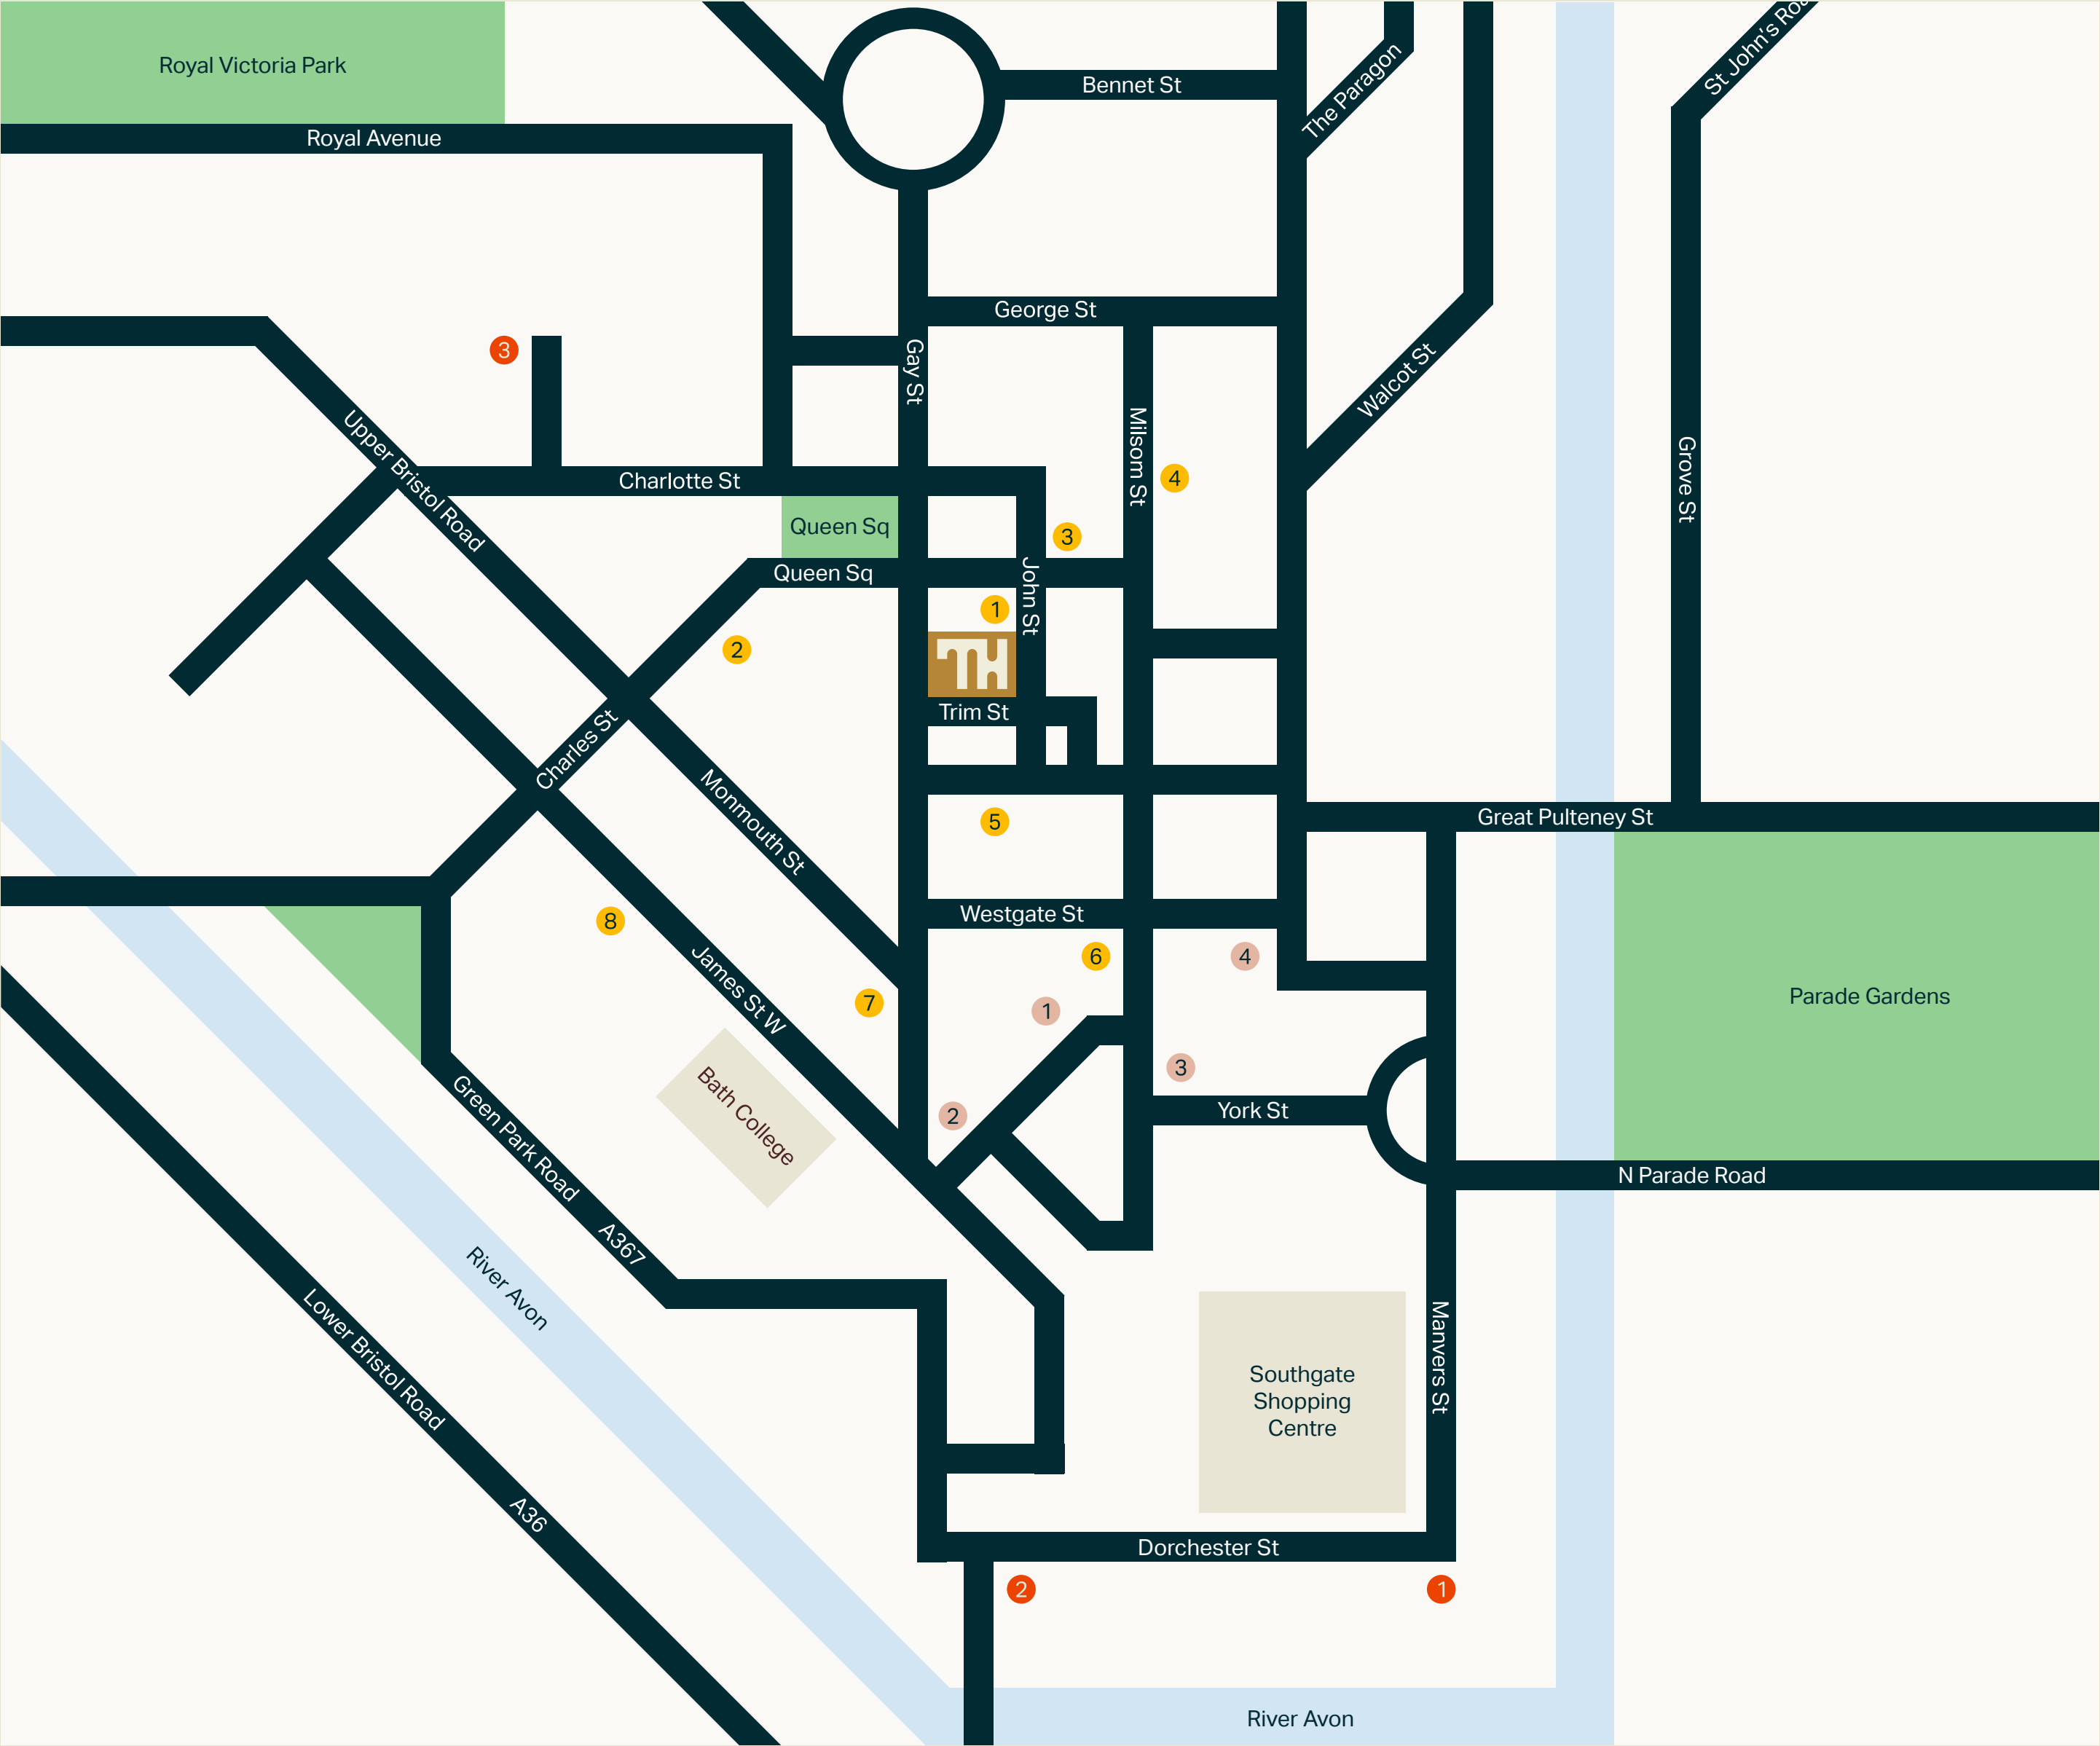 Royal Victoria Park
Royal Avenue
Bennet St
The Paragon
St John's Roa
George St
Gay St
Walcot St
3
Upper Bristol Road
Charlotte St
Milsom St
4
Grove St
Queen Sq
3
Queen Sq
John St
1
2
TH
Trim St
Charles St
Monmouth St
5
Great Pulteney St
8
Westgate St
6
4
James St W
7
1
Parade Gardens
Bath College
3
2
York St
Green Park Road
N Parade Road
A367
River Avon
Lower Bristol Road
Manvers St
Southgate
Shopping
Centre
A36
Dorchester St
2
1
River Avon